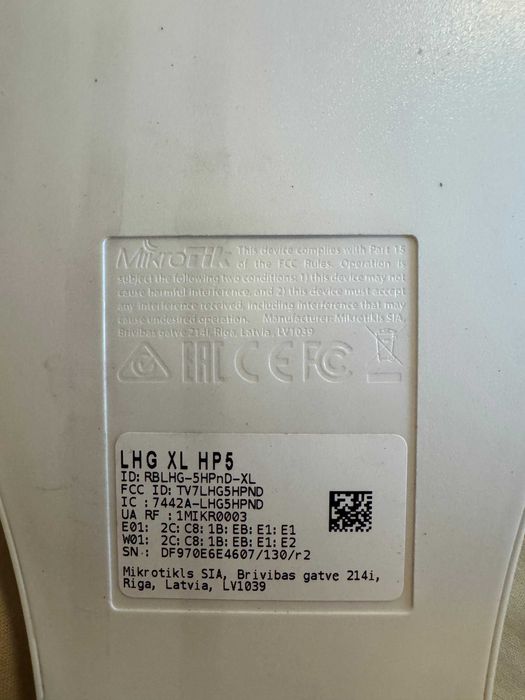 MikroTik This device complies with Part 15
of the FCC Rules. Operation is
subject the following two conditions: 1) this device may not
cause harmful interference, and 2) this device must accept
any interference received, including interference that may
cause undesired operation. Manufacturer: Mikrotikls SIA,
Brivibas gatve 214i, Riga, Latvia, LV1039
EAC CE FC
LHG XL HP5
ID: RBLHG-5HPnD-XL
FCC ID: TV7LHG5HPND
IC : 7442A-LHG5HPND
UA RF : 1MIKR0003
E01: 2C:C8:1B:EB:E1:E1
W01: 2C:C8:1B:EB:E1:E2
SN : DF970E6E4607/130/r2
Mikrotikls SIA, Brivibas gatve 214i,
Riga, Latvia, LV1039